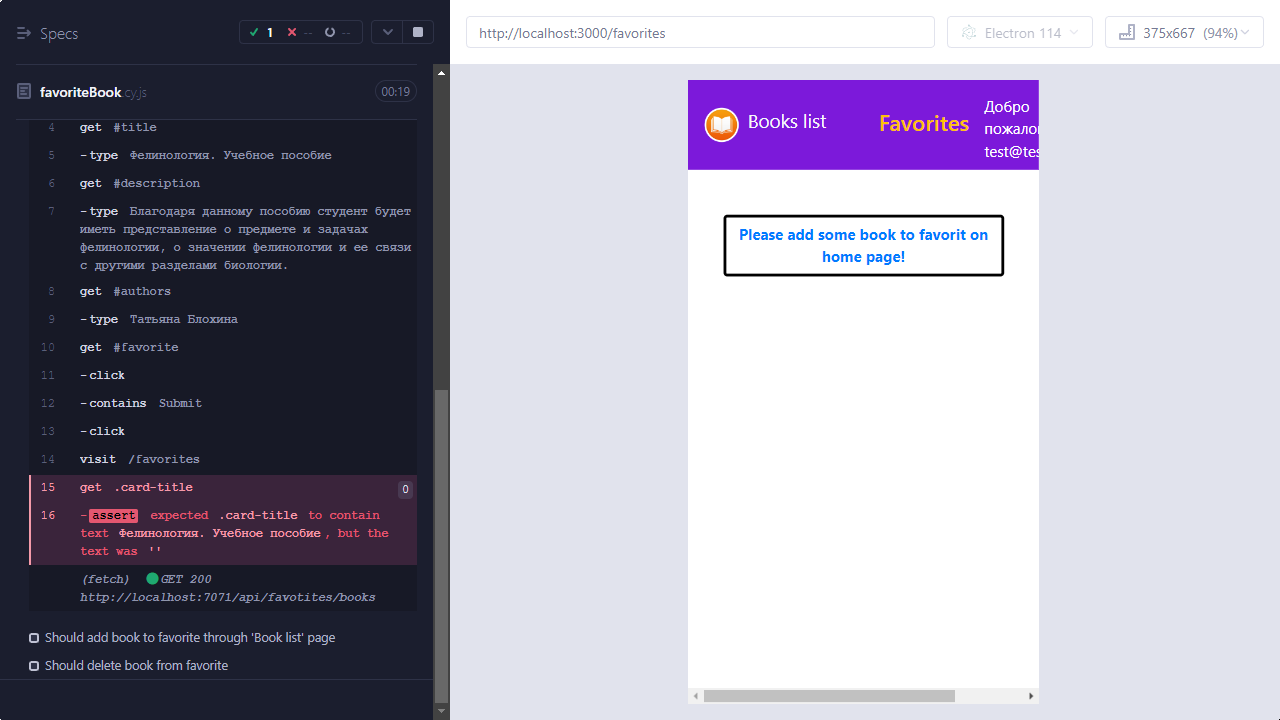 Specs
1
--
--
favoriteBook.cy.js
00:19
4 get #title
5 -type Фелинология. Учебное пособие
6 get #description
7 -type Благодаря данному пособию студент будет
иметь представление о предмете и задачах
фелинологии, о значении фелинологии и ее связи
с другими разделами биологии.
8 get #authors
9 -type Татьяна Блохина
10 get #favorite
11 -click
12 -contains Submit
13 -click
14 visit /favorites
15 get .card-title 0
16 -assert expected .card-title to contain
text Фелинология. Учебное пособие, but the
text was ''
(fetch) GET 200
http://localhost:7071/api/favotites/books
Should add book to favorite through 'Book list' page
Should delete book from favorite
http://localhost:3000/favorites
Electron 114
375x667 (94%)
Books list
Favorites
Добро
пожало
test@tes
Please add some book to favorit on
home page!